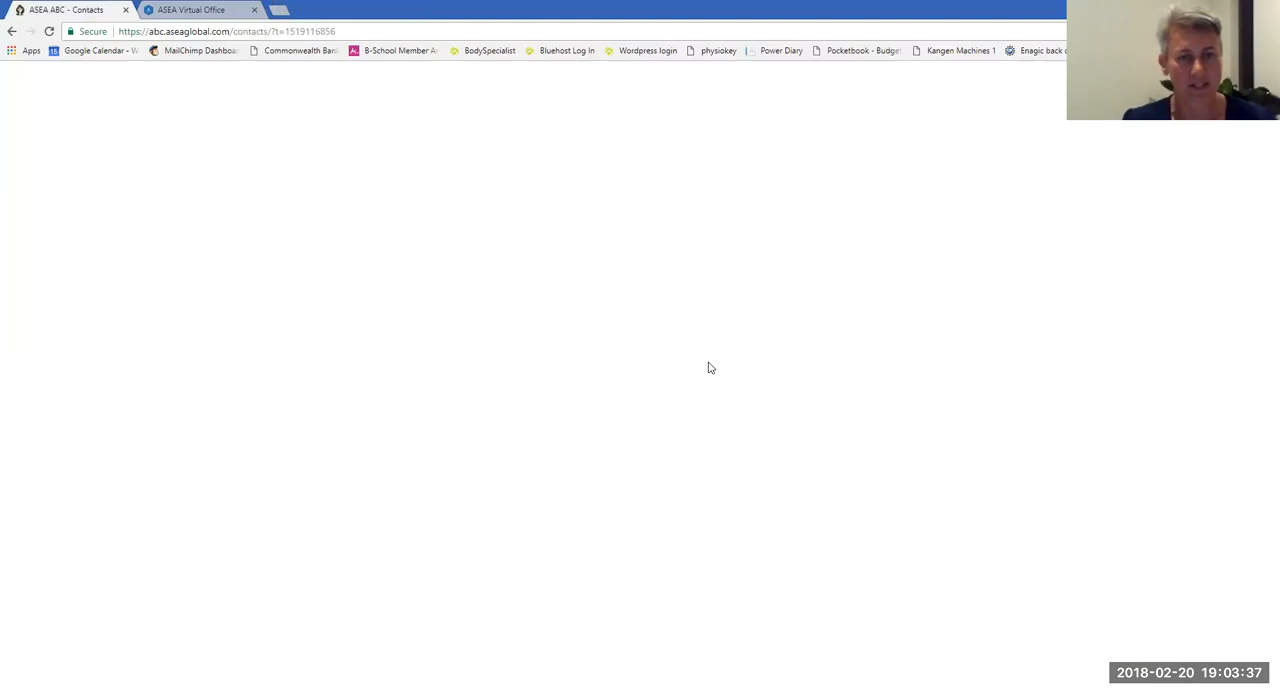 ASEA ABC - Contacts
ASEA Virtual Office
Secure
https://abc.aseaglobal.com/contacts/?t=1519116856
Apps
Google Calendar - W
MailChimp Dashboa
Commonwealth Ban
B-School Member A
BodySpecialist
Bluehost Log In
Wordpress login
physiokey
Power Diary
Pocketbook - Budge
Kangen Machines 1
Enagic back o
2018-02-20 19:03:37